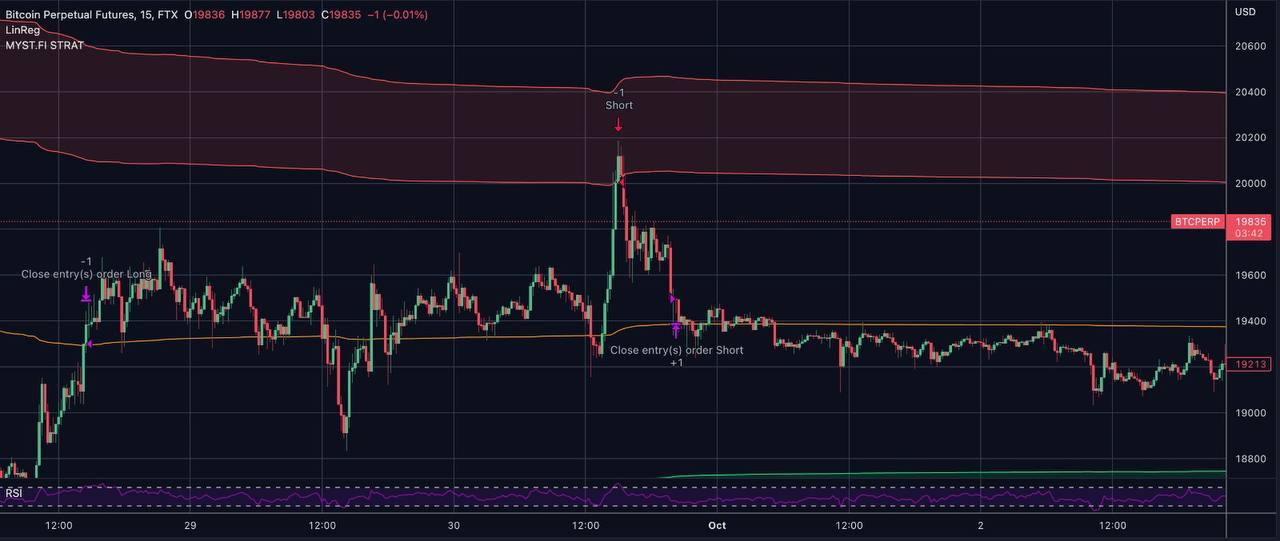 Bitcoin Perpetual Futures, 15, FTX O19836 H19877 L19803 C19835 −1 (−0.01%)
USD
LinReg
MYST.FI STRAT
20600
20400
-1
Short
20200
20000
BTCPERP 19835
03:42
-1
Close entry(s) order Long
19600
19400
Close entry(s) order Short
+1
19213
19000
18800
RSI
12:00 29 12:00 30 12:00 Oct 12:00 2 12:00